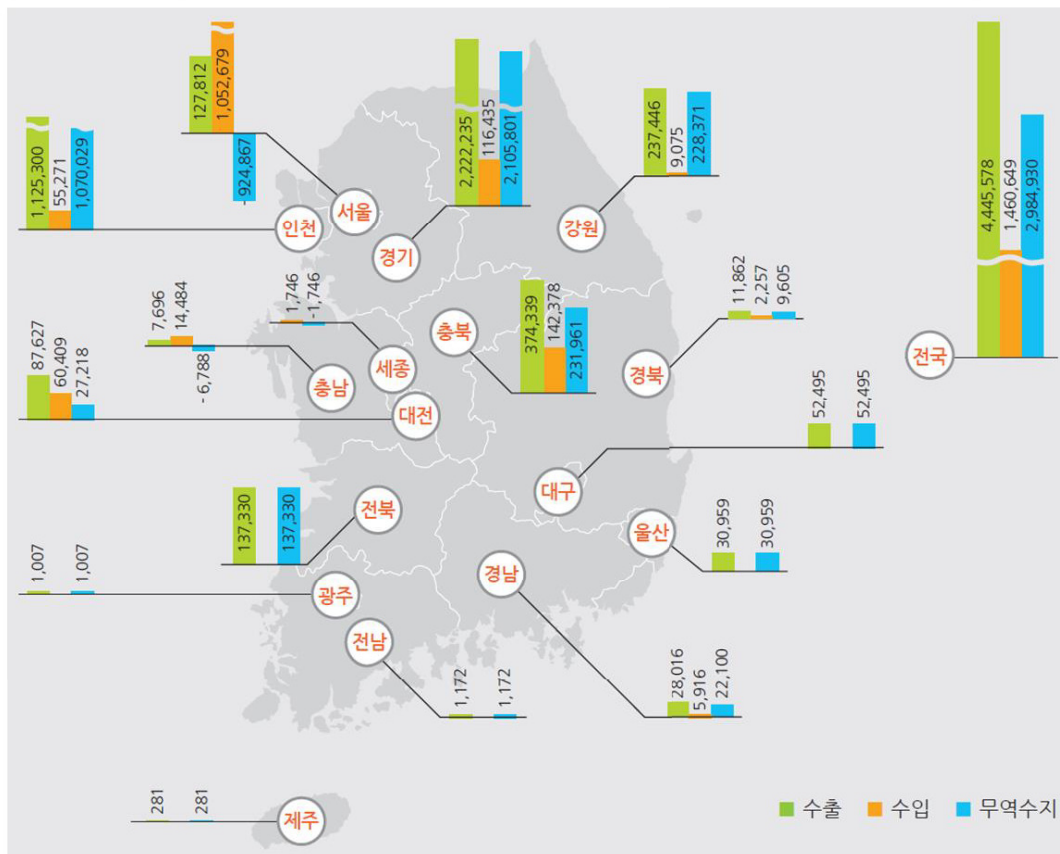 127,812
1,052,679
-924,867
서울
1,125,300
55,271
1,070,029
인천
2,222,235
116,435
2,105,801
경기
237,446
9,075
228,371
강원
4,445,578
1,460,649
2,984,930
전국
7,696
14,484
- 6,788
충남
1,746
-1,746
세종
374,339
142,378
231,961
충북
11,862
2,257
9,605
경북
87,627
60,409
27,218
대전
52,495
52,495
대구
137,330
137,330
전북
30,959
30,959
울산
1,007
1,007
광주
28,016
5,916
22,100
경남
1,172
1,172
전남
281
281
제주
수출 수입 무역수지